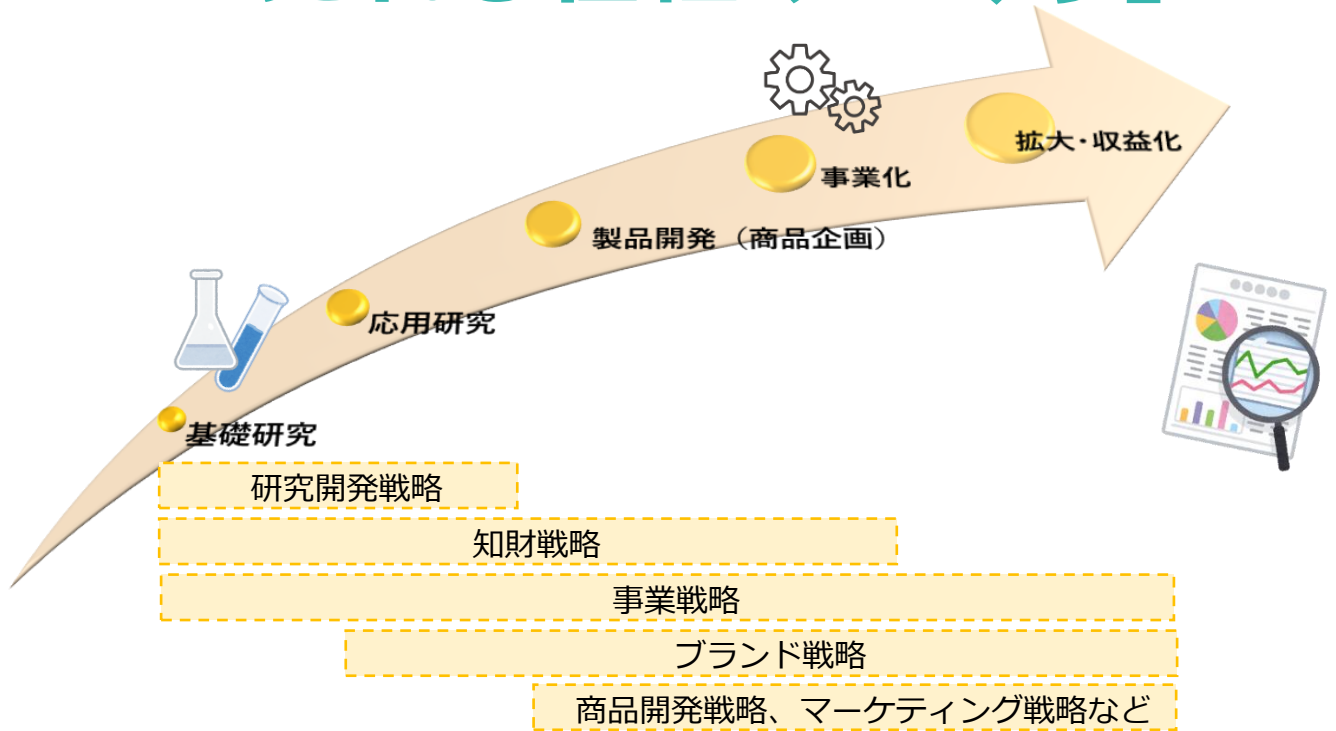 拡大・収益化
事業化
製品開発（商品企画）
応用研究
基礎研究
研究開発戦略
知財戦略
事業戦略
ブランド戦略
商品開発戦略、マーケティング戦略など